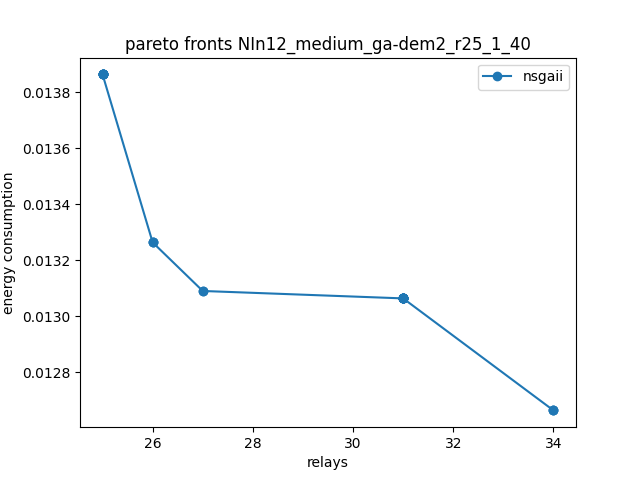 pareto fronts NIn12_medium_ga-dem2_r25_1_40
nsgaii
0.0138
0.0136
0.0134
0.0132
0.0130
0.0128
energy consumption
26 28 30 32 34
relays